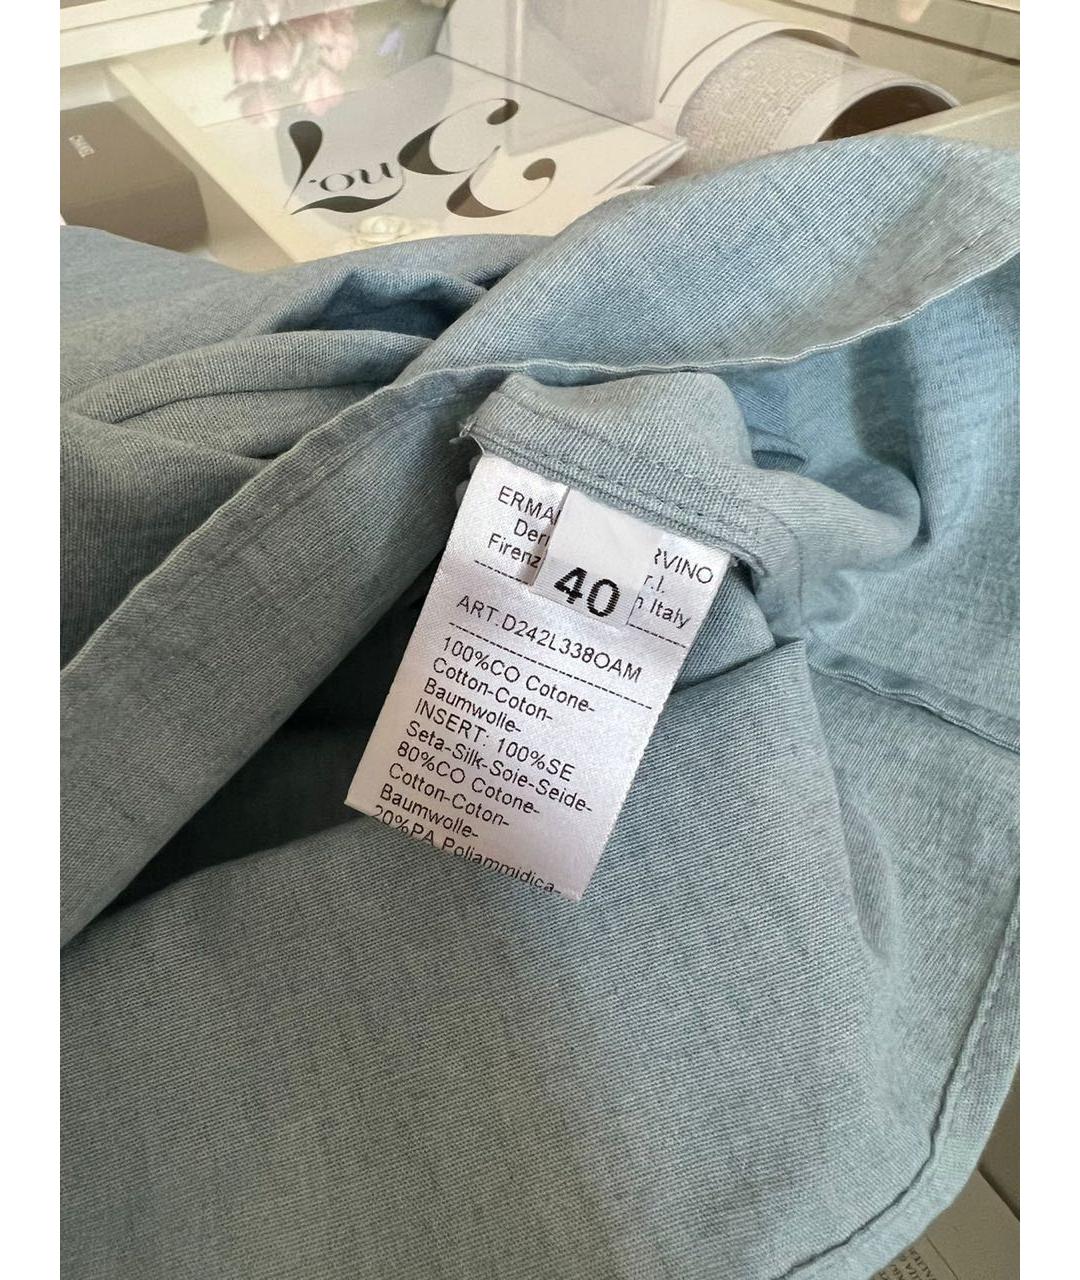 ERMA RVINO
Firenz r.l.
n Italy
40
ART.D242L338OAM
100%CO Cotone-
Cotton-Coton-
Baumwolle-
INSERT: 100%SE
Seta-Silk-Soie-Seide-
80%CO Cotone-
Cotton-Coton-
Baumwolle-
20%PA Poliammidica-